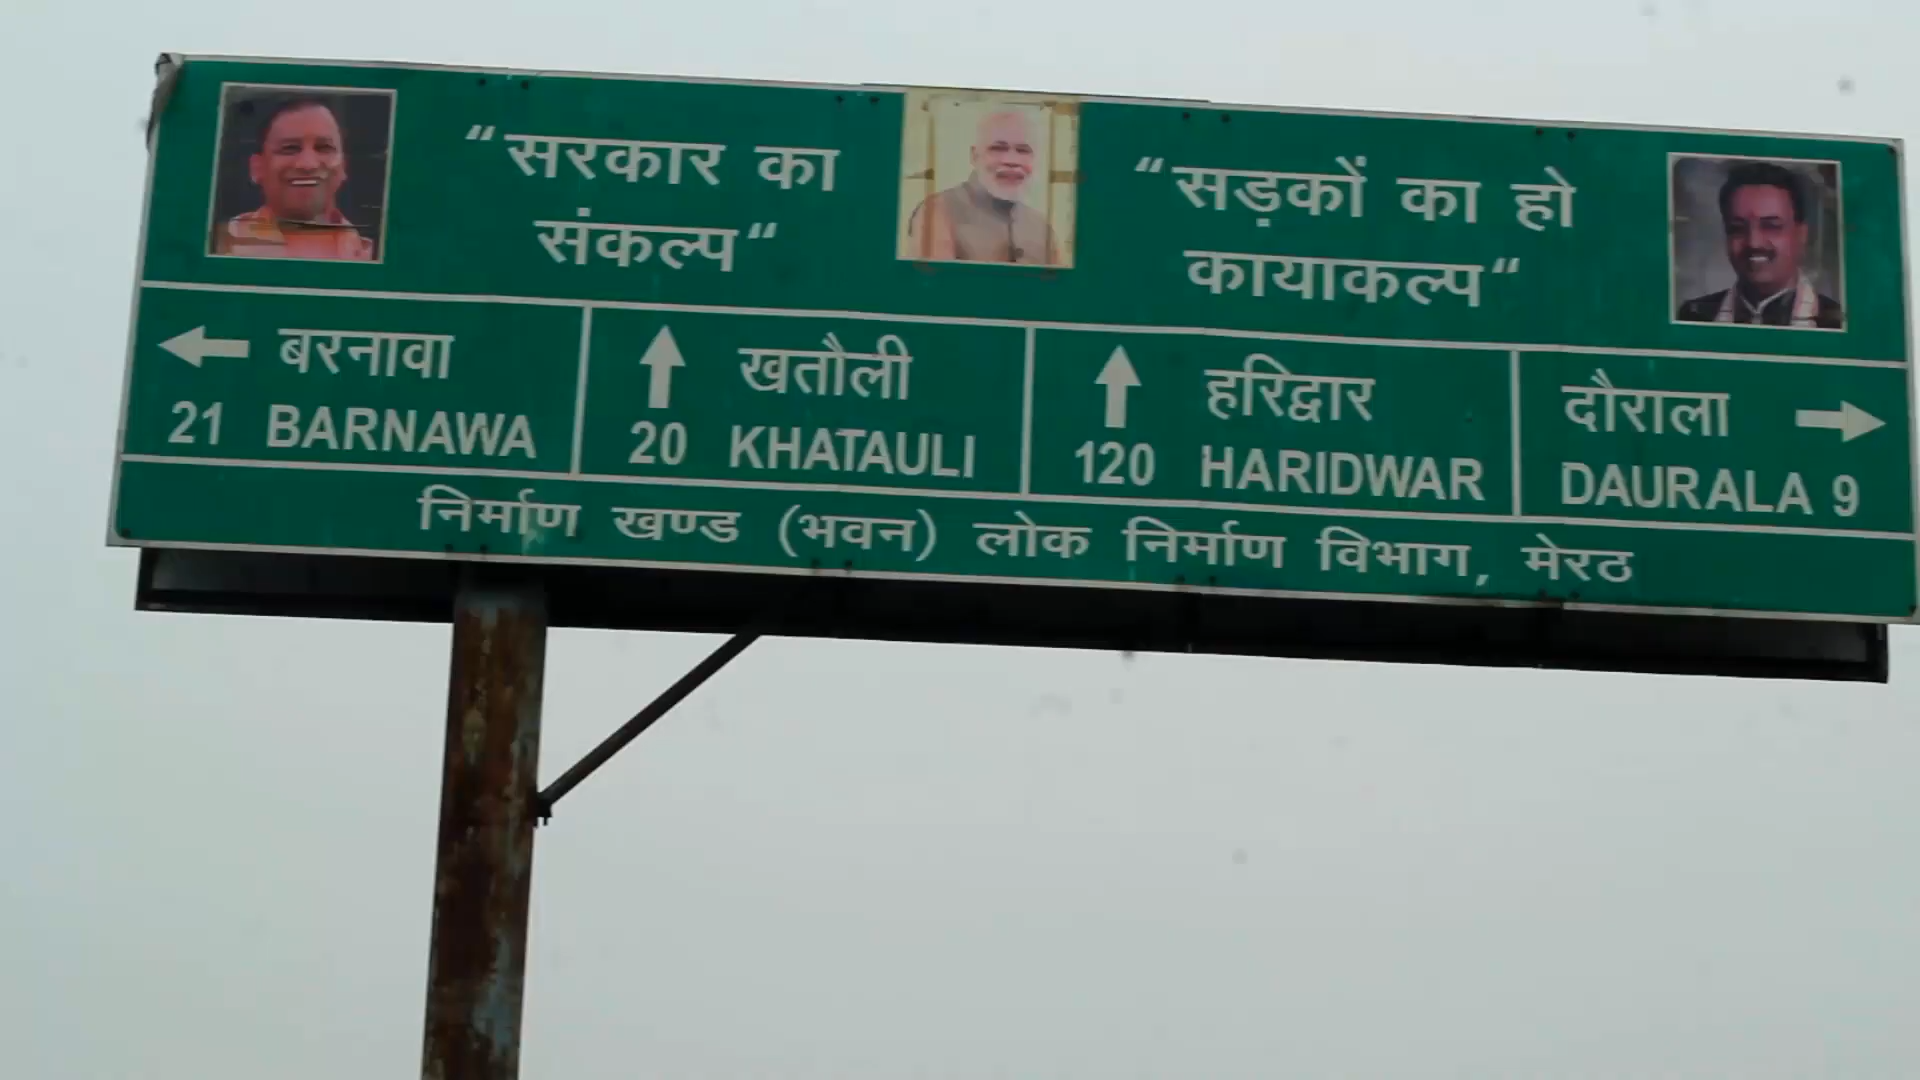 “सरकार का
संकल्प“
“सड़कों का हो
कायाकल्प“
बरनावा
21 BARNAWA
खतौली
20 KHATAULI
हरिद्वार
120 HARIDWAR
दौराला
DAURALA 9
निर्माण खण्ड (भवन) लोक निर्माण विभाग, मेरठ